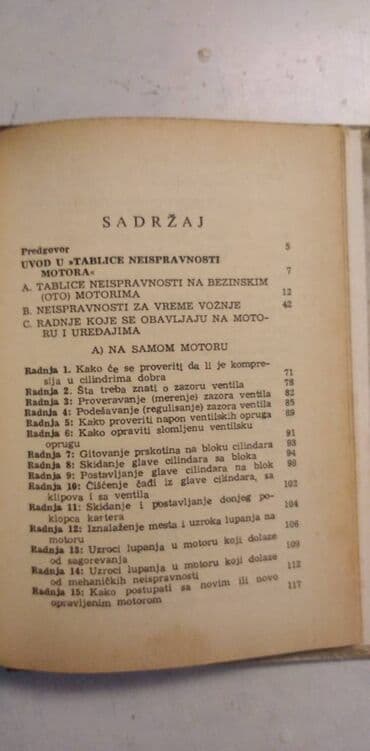 SADRŽAJ
Predgovor 5
UVOD U »TABLICE NEISPRAVNOSTI
MOTORA« 7
A. TABLICE NEISPRAVNOSTI NA BEZINSKIM
(OTO) MOTORIMA 12
B. NEISPRAVNOSTI ZA VREME VOŽNJE 42
C. RADNJE KOJE SE OBAVLJAJU NA MOTO-
RU I UREĐAJIMA
A) NA SAMOM MOTORU
Radnja 1. Kako će se proveriti da li je kompre-
sija u cilindrima dobra 71
Radnja 2. Šta treba znati o zazoru ventila 78
Radnja 3: Proveravanje (merenje) zazora ventila 82
Radnja 4: Podešavanje (regulisanje) zazora ventila 85
Radnja 5: Kako proveriti napon ventilskih opruga 89
Radnja 6: Kako opraviti slomljenu ventilsku
oprugu 91
Radnja 7: Gitovanje prskotina na bloku cilindara 93
Radnja 8: Skidanje glave cilindara sa bloka 94
Radnja 9: Postavljanje glave cilindara na blok 98
Radnja 10: Čišćenje čađi iz glave cilindara, sa
klipova i sa ventila 102
Radnja 11: Skidanje i postavljanje donjeg po-
klopca kartera 104
Radnja 12: Iznalaženje mesta i uzroka lupanja na
motoru 106
Radnja 13: Uzroci lupanja u motoru koji dolaze
od sagorevanja 109
Radnja 14: Uzroci lupanja u motoru koji dolaze
od mehaničkih neispravnosti 112
Radnja 15: Kako postupati sa novim ili novo
opravljenim motorom 117